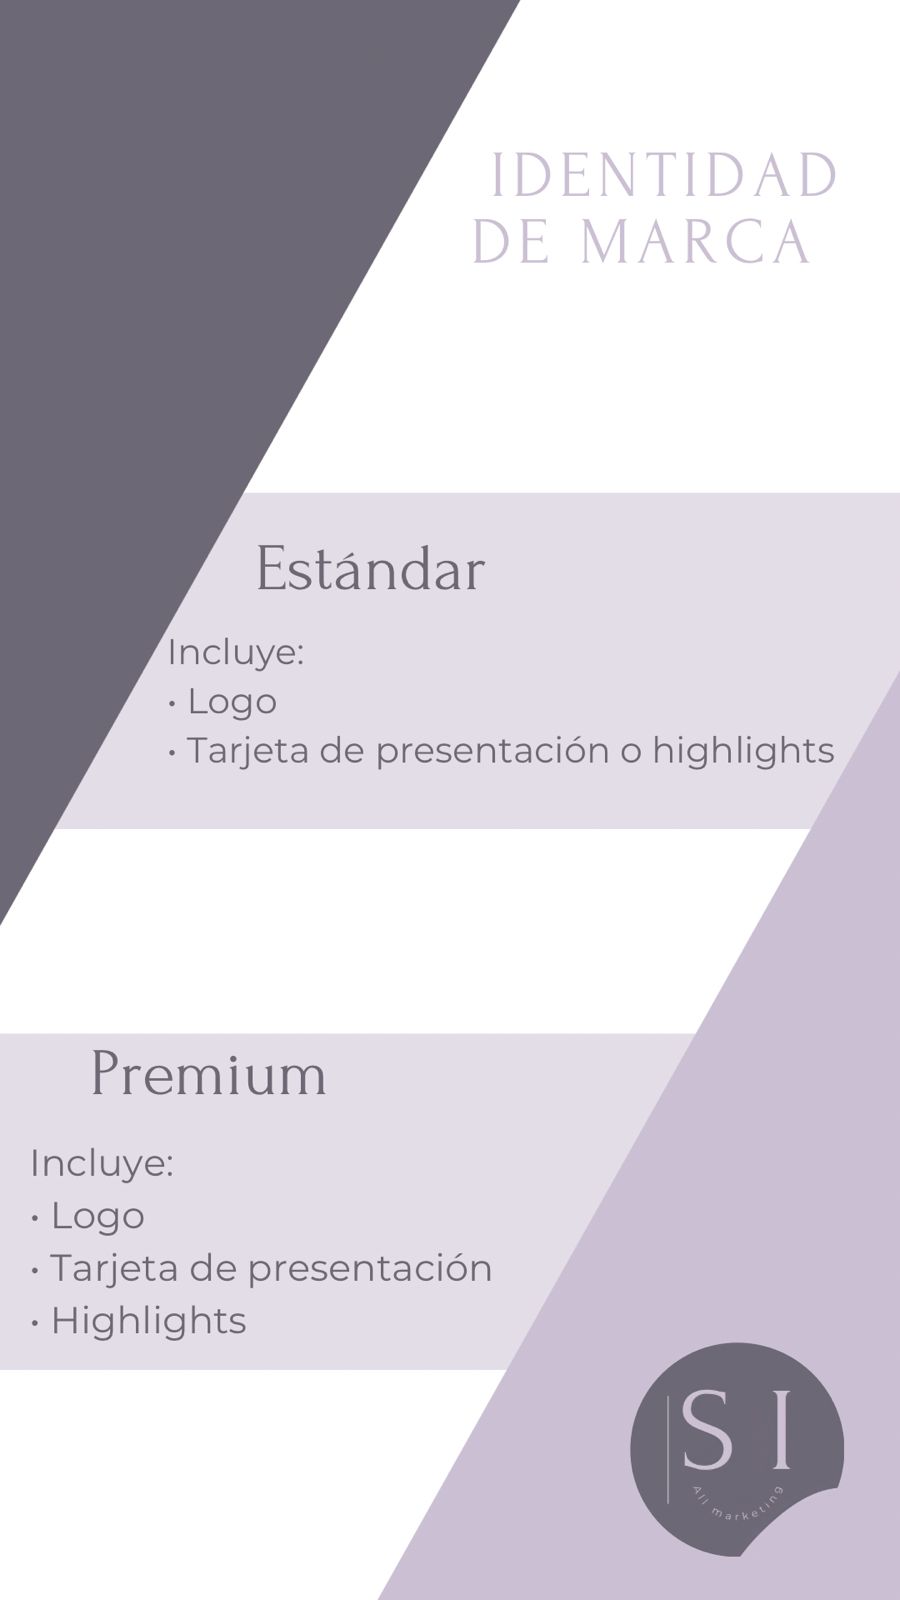 IDENTIDAD
DE MARCA
Estándar
Incluye:
• Logo
• Tarjeta de presentación o highlights
Premium
Incluye:
• Logo
• Tarjeta de presentación
• Highlights
S I
All marketing